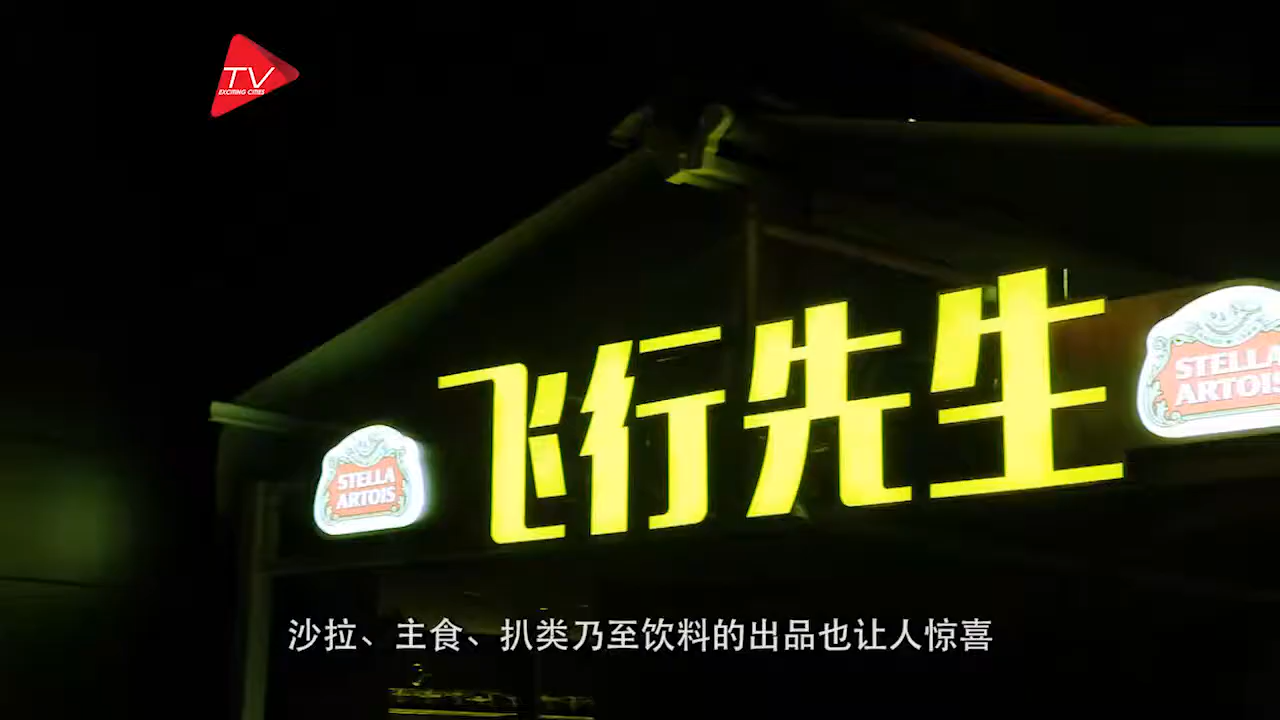 TV
EXCITING CITIES
飞行先生
STELLA
ARTOIS
STELLA
ARTOIS
沙拉、主食、扒类乃至饮料的出品也让人惊喜